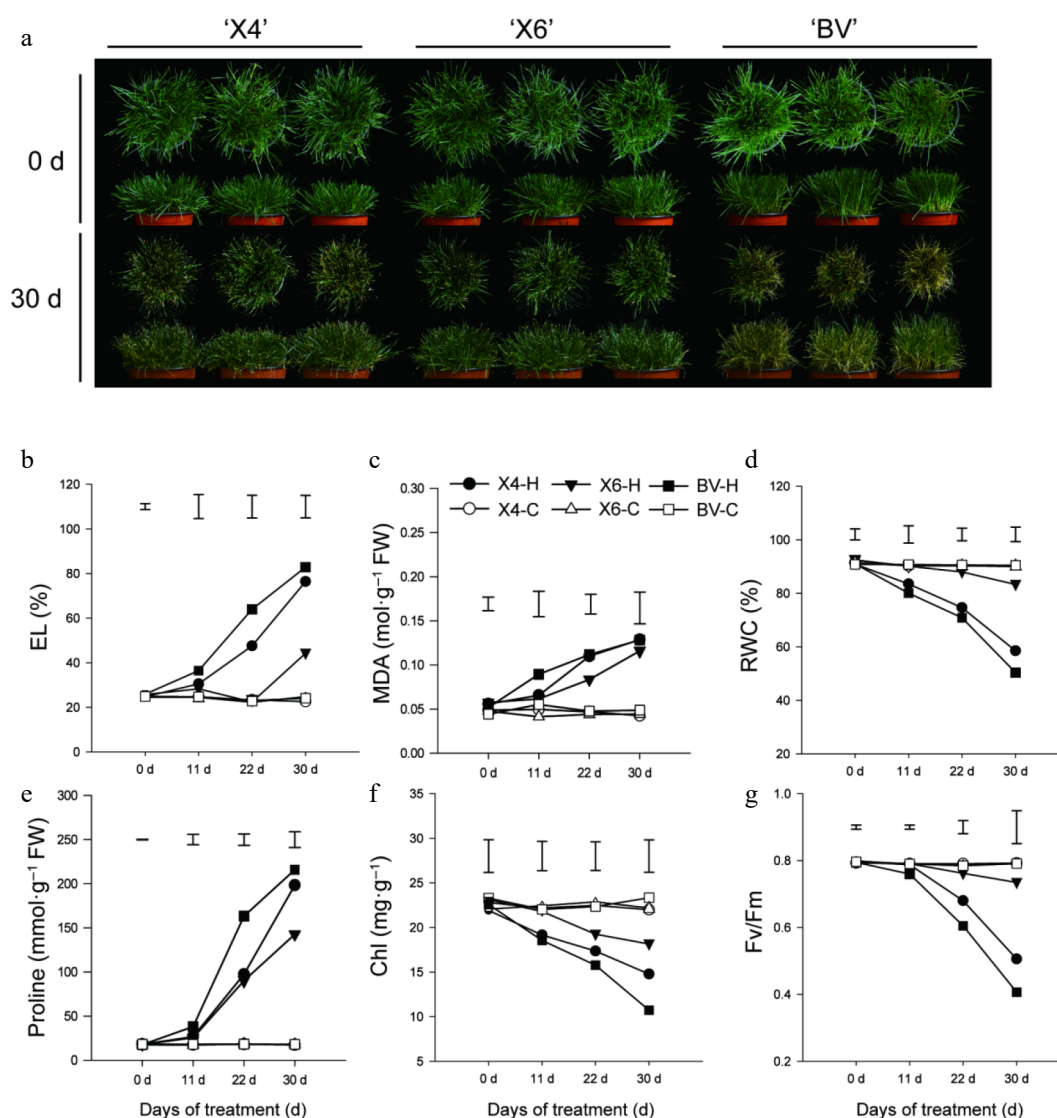 a
'X4' 'X6' 'BV'
0 d
30 d
b
EL (%)
120
100
80
60
40
20
0
0 d 11 d 22 d 30 d
c
X4-H X6-H BV-H
X4-C X6-C BV-C
MDA (mol·g⁻¹ FW)
0.30
0.25
0.20
0.15
0.10
0.05
0.00
0 d 11 d 22 d 30 d
d
RWC (%)
120
100
80
60
40
20
0 d 11 d 22 d 30 d
e
Proline (mmol·g⁻¹ FW)
300
250
200
150
100
50
0
0 d 11 d 22 d 30 d
Days of treatment (d)
f
Chl (mg·g⁻¹)
35
30
25
20
15
10
5
0 d 11 d 22 d 30 d
Days of treatment (d)
g
Fv/Fm
1.0
0.8
0.6
0.4
0.2
0 d 11 d 22 d 30 d
Days of treatment (d)